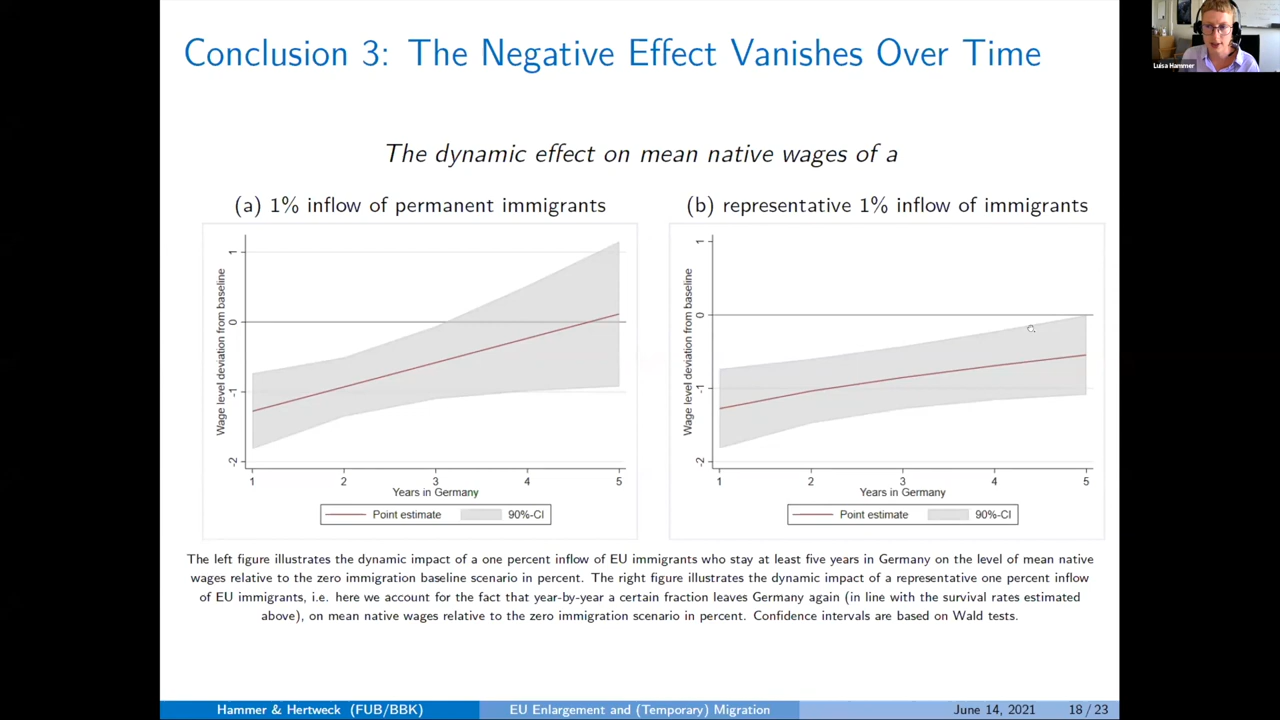 Conclusion 3: The Negative Effect Vanishes Over Time
Luisa Hammer
The dynamic effect on mean native wages of a
(a) 1% inflow of permanent immigrants
Wage level deviation from baseline
1
0
-1
-2
1 2 3 4 5
Years in Germany
Point estimate 90%-CI
(b) representative 1% inflow of immigrants
Wage level deviation from baseline
1
0
-1
-2
1 2 3 4 5
Years in Germany
Point estimate 90%-CI
The left figure illustrates the dynamic impact of a one percent inflow of EU immigrants who stay at least five years in Germany on the level of mean native
wages relative to the zero immigration baseline scenario in percent. The right figure illustrates the dynamic impact of a representative one percent inflow
of EU immigrants, i.e. here we account for the fact that year-by-year a certain fraction leaves Germany again (in line with the survival rates estimated
above), on mean native wages relative to the zero immigration scenario in percent. Confidence intervals are based on Wald tests.
Hammer & Hertweck (FUB/BBK) EU Enlargement and (Temporary) Migration June 14, 2021 18 / 23